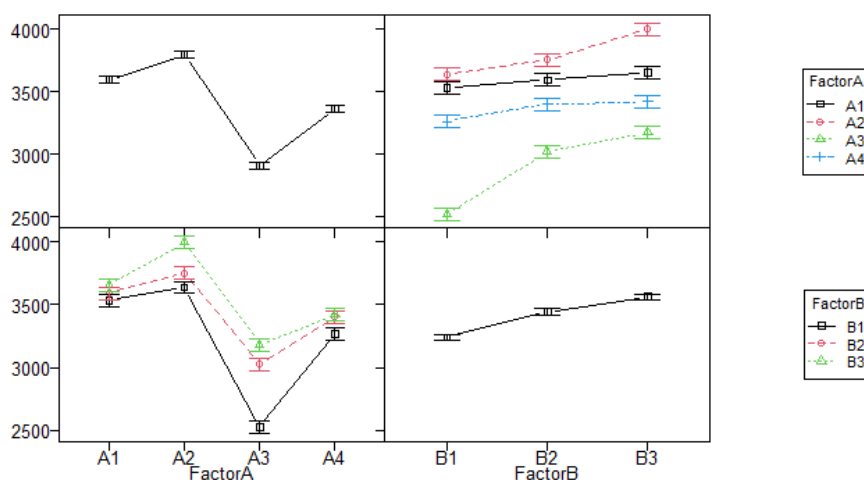 4000
3500
3000
2500
FactorA
A1
A2
A3
A4
4000
3500
3000
2500
FactorB
B1
B2
B3
A1 A2 A3 A4 B1 B2 B3
FactorA FactorB